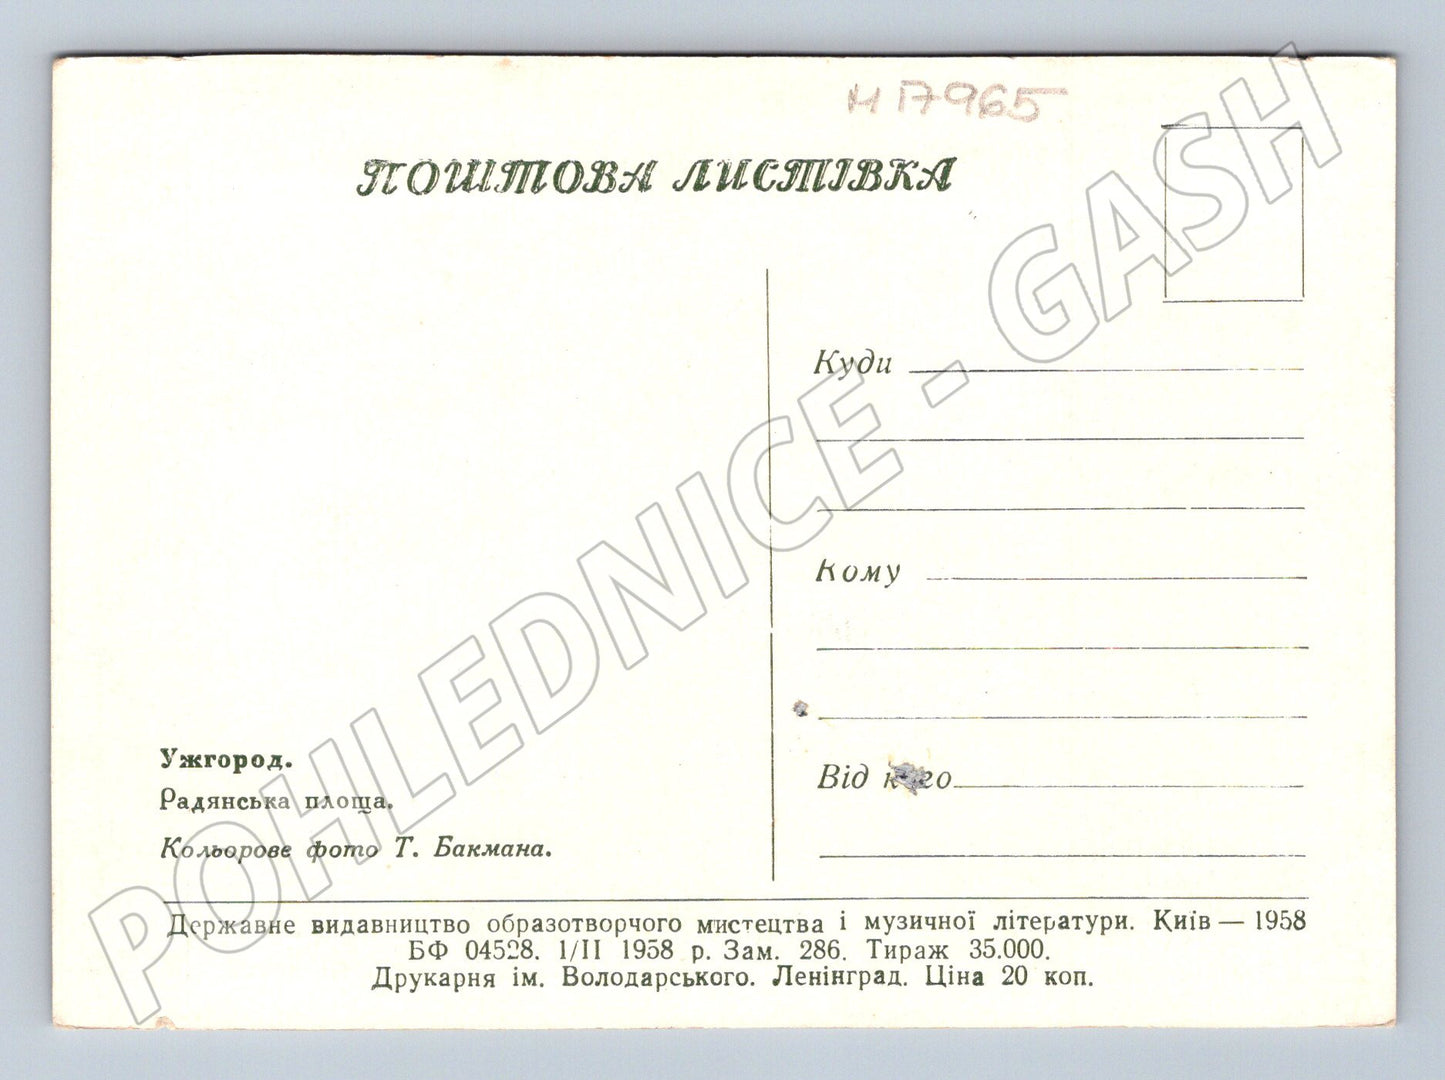 И 17965
ПОШТОВА ЛИСТІВКА
Куди
Кому
Від кого
Ужгород.
Радянська площа.
Кольорове фото Т. Бакмана.
Державне видавництво образотворчого мистецтва і музичної літератури. Київ — 1958
БФ 04528. 1/II 1958 р. Зам. 286. Тираж 35.000.
Друкарня ім. Володарського. Ленінград. Ціна 20 коп.
POHLEDNICE - GASH